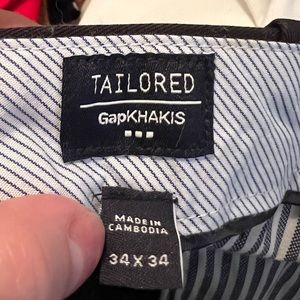 TAILORED
GapKHAKIS
MADE IN
CAMBODIA
34 X 34